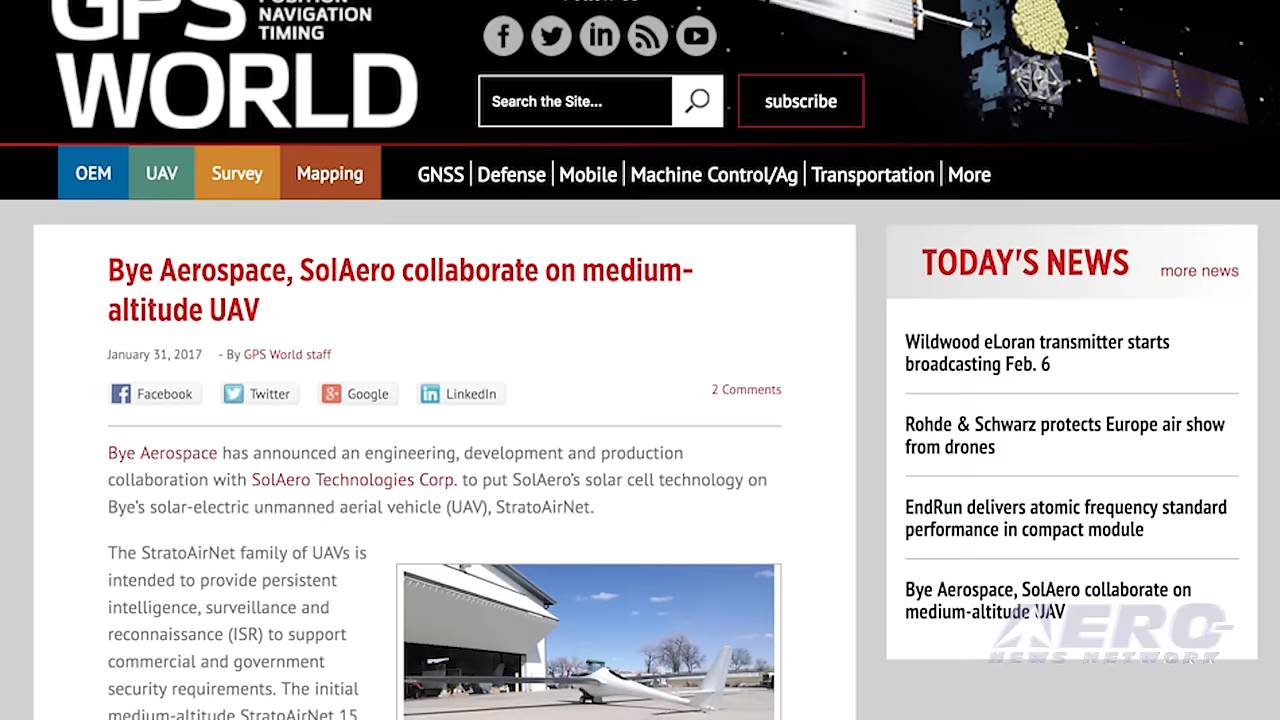 GPS
POSITION
NAVIGATION
TIMING
WORLD
Search the Site...
subscribe
OEM
UAV
Survey
Mapping
GNSS
Defense
Mobile
Machine Control/Ag
Transportation
More
Bye Aerospace, SolAero collaborate on medium-
altitude UAV
January 31, 2017 - By GPS World staff
Facebook
Twitter
Google
LinkedIn
2 Comments
Bye Aerospace has announced an engineering, development and production
collaboration with SolAero Technologies Corp. to put SolAero's solar cell technology on
Bye's solar-electric unmanned aerial vehicle (UAV), StratoAirNet.
The StratoAirNet family of UAVs is
intended to provide persistent
intelligence, surveillance and
reconnaissance (ISR) to support
commercial and government
security requirements. The initial
medium-altitude StratoAirNet 15
TODAY'S NEWS
more news
Wildwood eLoran transmitter starts
broadcasting Feb. 6
Rohde & Schwarz protects Europe air show
from drones
EndRun delivers atomic frequency standard
performance in compact module
Bye Aerospace, SolAero collaborate on
medium-altitude UAV
AERO
NEWS NETWORK